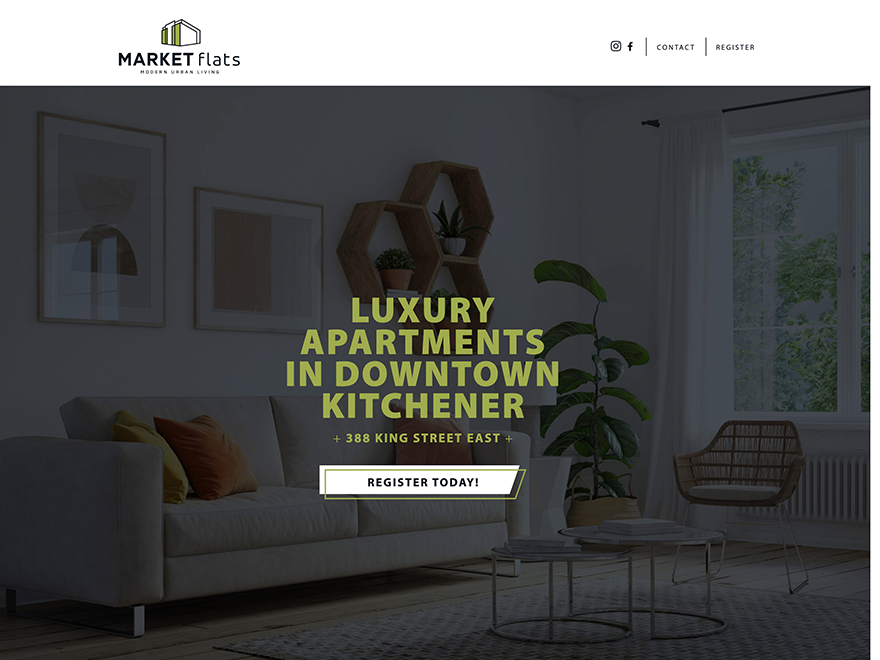 MARKET flats
MODERN URBAN LIVING
CONTACT
REGISTER
LUXURY
APARTMENTS
IN DOWNTOWN
KITCHENER
+ 388 KING STREET EAST +
REGISTER TODAY!